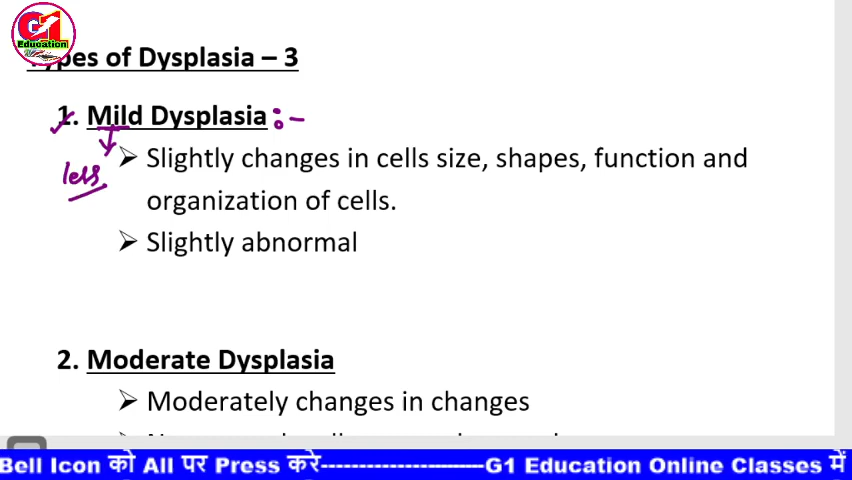 G1
Education
Types of Dysplasia – 3
1. Mild Dysplasia :-
less
➢ Slightly changes in cells size, shapes, function and
organization of cells.
➢ Slightly abnormal
2. Moderate Dysplasia
➢ Moderately changes in changes
Bell Icon को All पर Press करे-----------------------G1 Education Online Classes में